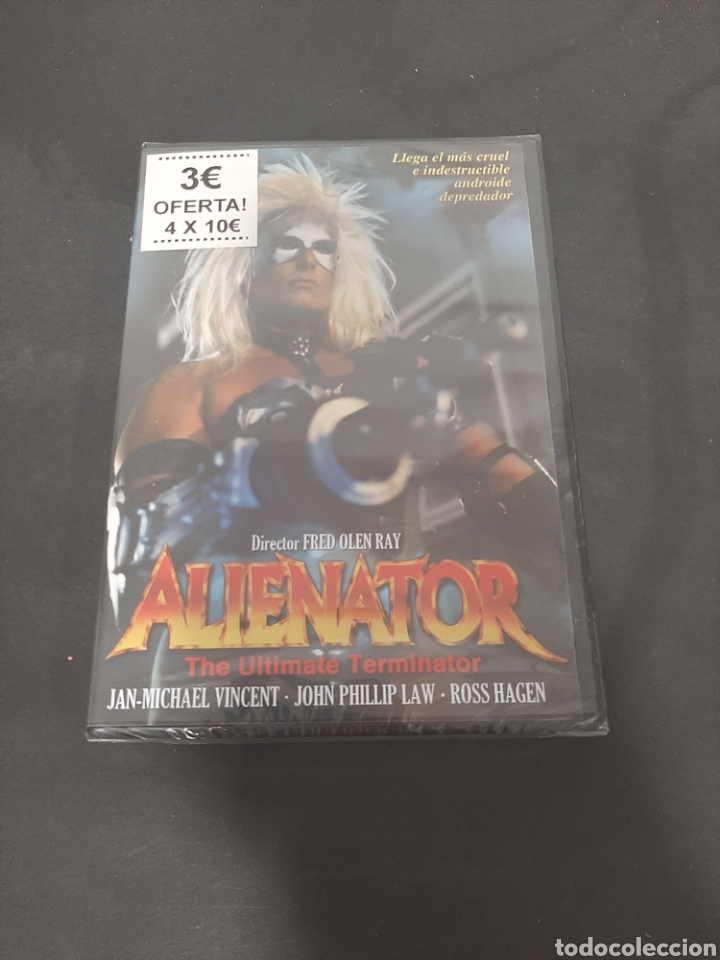 3€
OFERTA!
4 X 10€
Llega el más cruel
e indestructible
androide
depredador
Director FRED OLEN RAY
ALIENATOR
The Ultimate Terminator
JAN-MICHAEL VINCENT · JOHN PHILLIP LAW · ROSS HAGEN
todocoleccion